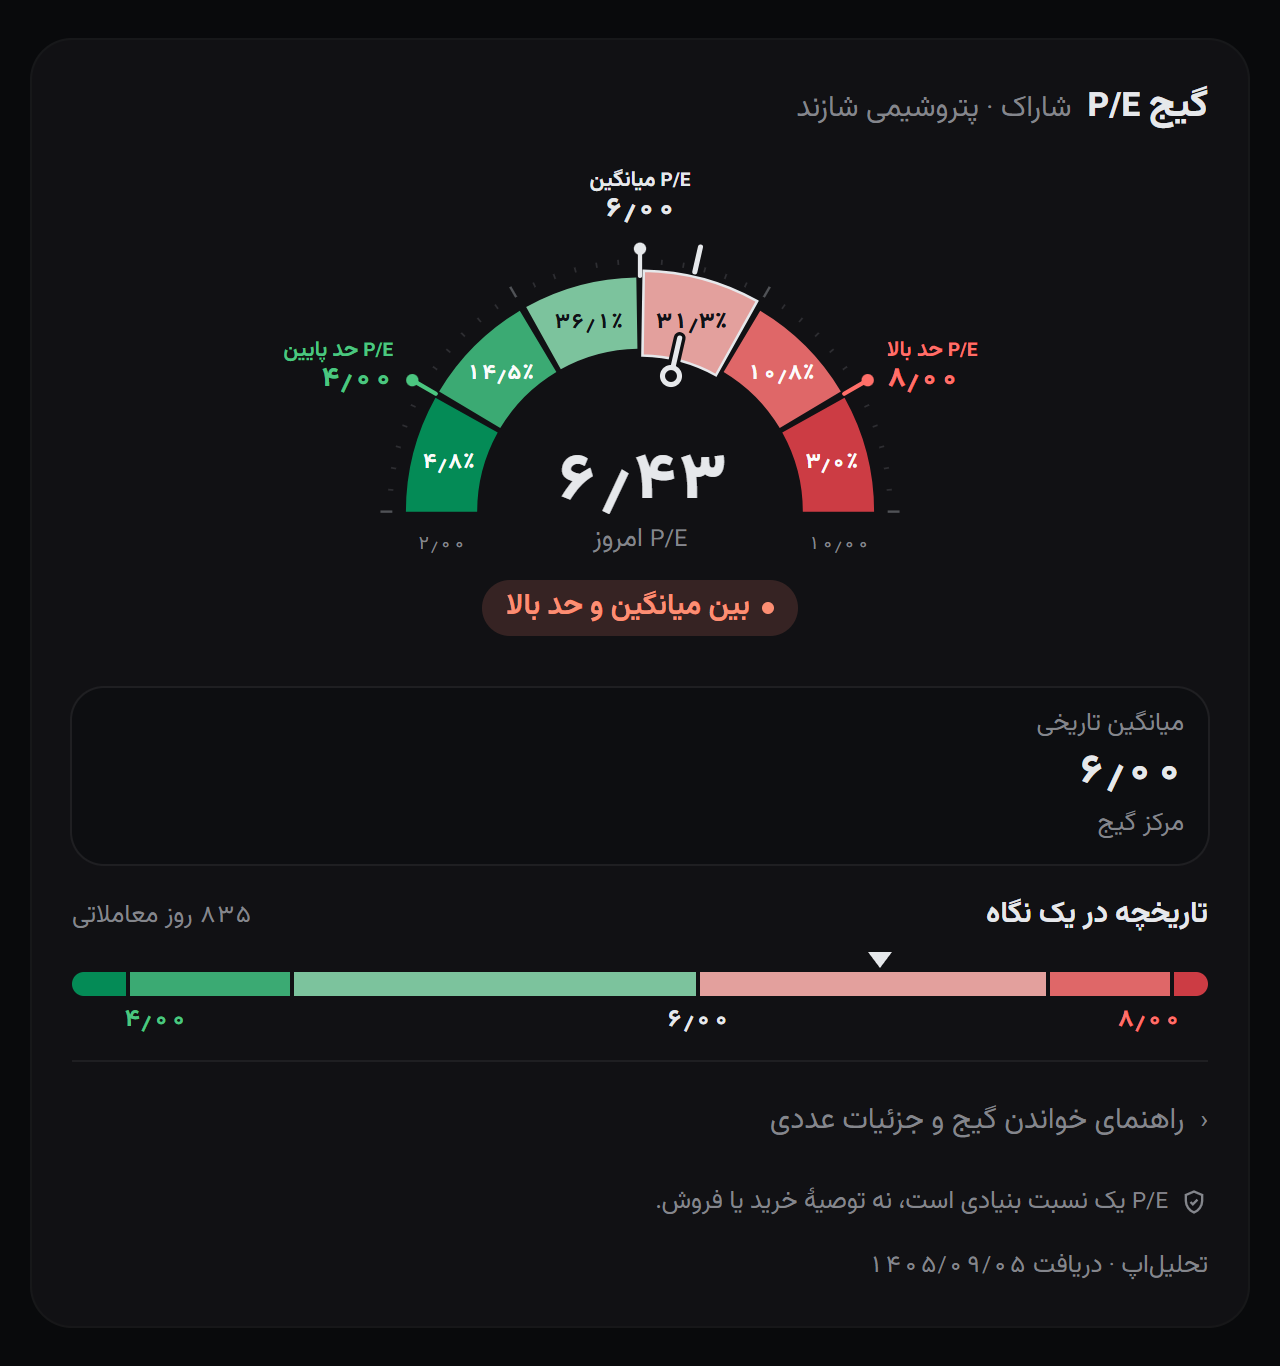 گیج P/E شاراک · پتروشیمی شازند
P/E میانگین
۶٫۰۰
۳۶٫۱٪
۳۱٫۳٪
P/E حد پایین
۴٫۰۰
۱۴٫۵٪
۱۰٫۸٪
P/E حد بالا
۸٫۰۰
۴٫۸٪
۳٫۰٪
۶٫۴۳
P/E امروز
۲٫۰۰
۱۰٫۰۰
بین میانگین و حد بالا
میانگین تاریخی
۶٫۰۰
مرکز گیج
تاریخچه در یک نگاه
۸۳۵ روز معاملاتی
۴٫۰۰
۶٫۰۰
۸٫۰۰
راهنمای خواندن گیج و جزئیات عددی
P/E یک نسبت بنیادی است، نه توصیهٔ خرید یا فروش.
تحلیل‌اپ · دریافت ۱۴۰۵/۰۹/۰۵